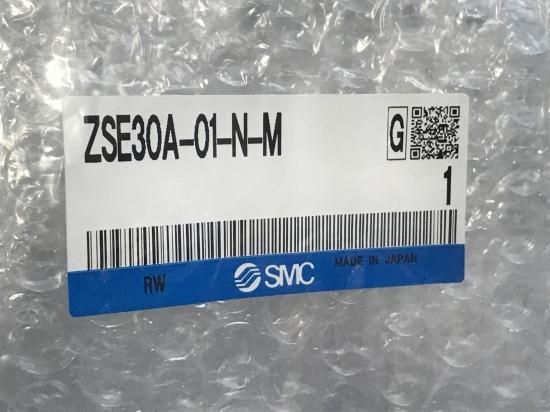 ZSE30A-01-N-M
G
1
RW
SMC
MADE IN JAPAN